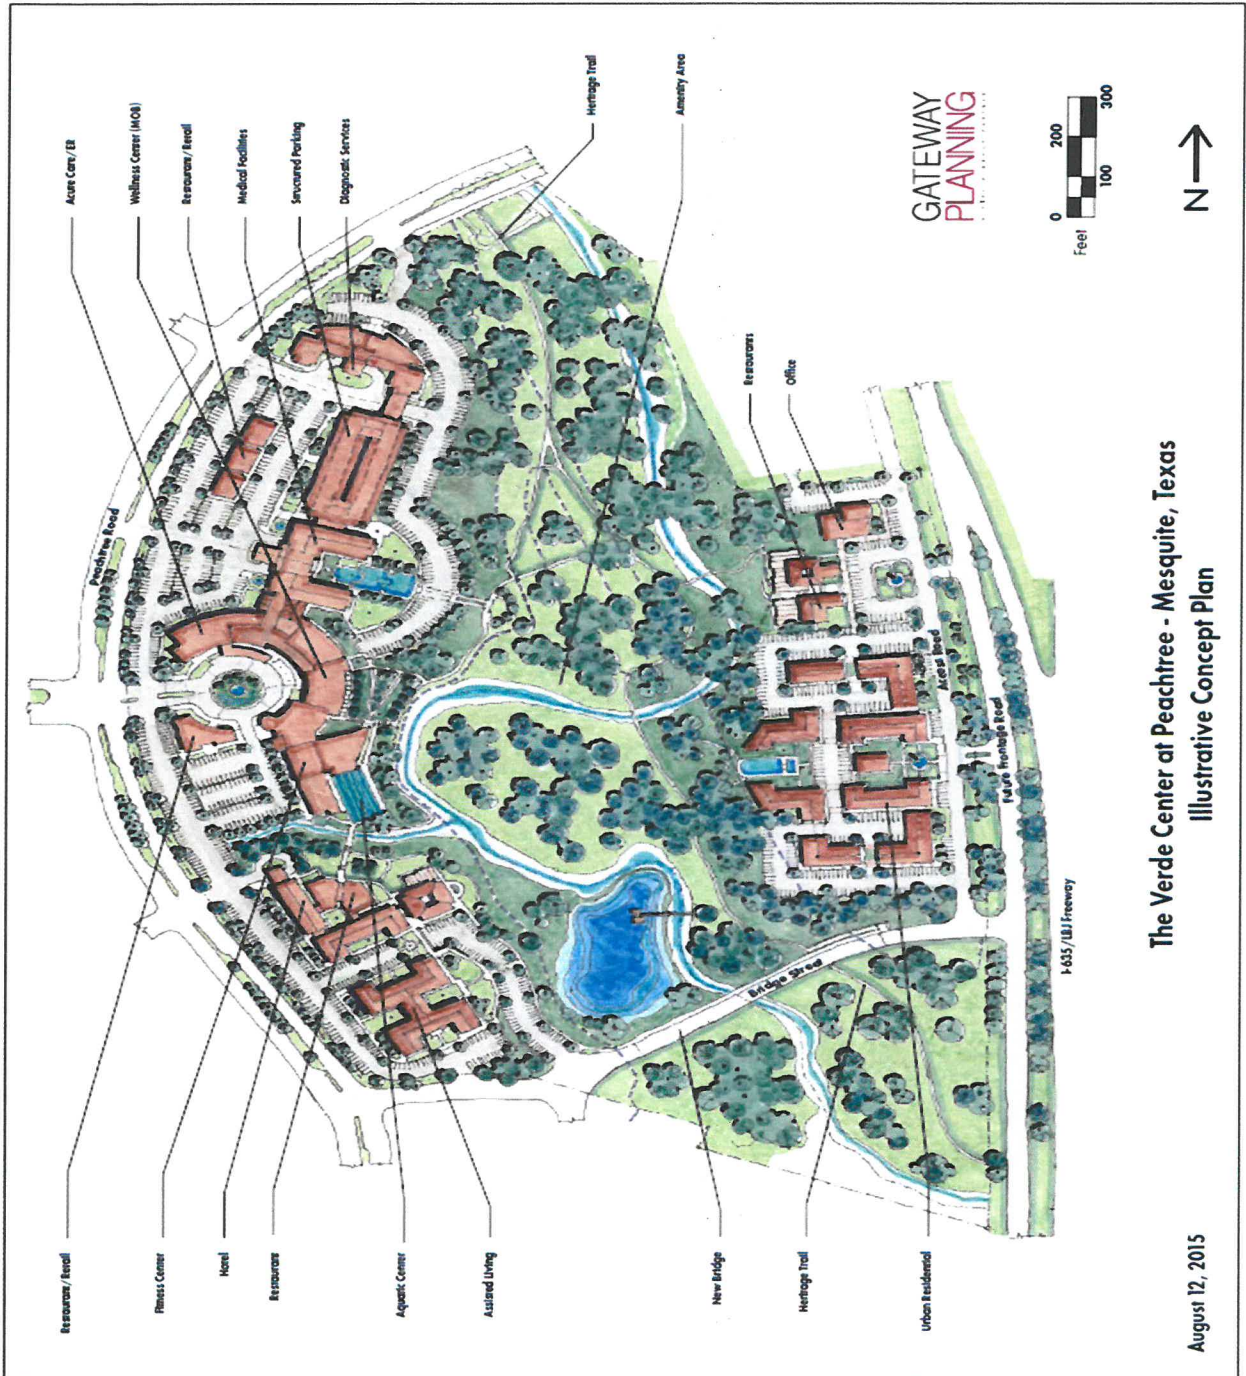 Acute Care/ER
Wellness Center (MOB)
Restaurant/Retail
Medical Facilities
Structured Parking
Diagnostic Services
Heritage Trail
Amenity Area
GATEWAY
PLANNING
0
100
200
300
Feet
N
Peachtree Road
Restaurants
Office
Access Road
Future Frontage Road
I-635/LBJ Freeway
Bridge Street
Restaurant/Retail
Fitness Center
Hotel
Restaurant
Aquatic Center
Assisted Living
New Bridge
Heritage Trail
Urban Residential
The Verde Center at Peachtree - Mesquite, Texas
Illustrative Concept Plan
August 12, 2015